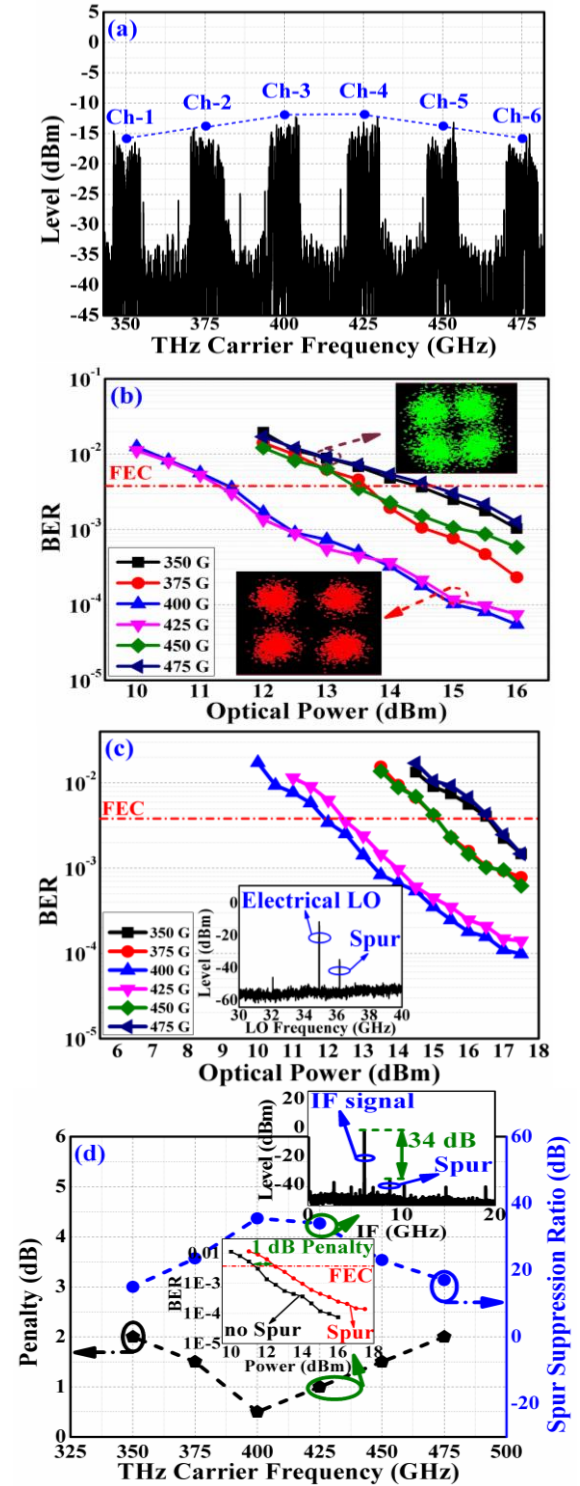 (a)
5
0
-5
-10
-15
-20
-25
-30
-35
-40
-45
Level (dBm)
Ch-1
Ch-2
Ch-3
Ch-4
Ch-5
Ch-6
350
375
400
425
450
475
THz Carrier Frequency (GHz)
(b)
10-1
10-2
10-3
10-4
10-5
BER
FEC
350 G
375 G
400 G
425 G
450 G
475 G
10
11
12
13
14
15
16
Optical Power (dBm)
(c)
10-2
10-3
10-4
10-5
BER
FEC
350 G
375 G
400 G
425 G
450 G
475 G
Electrical LO
Spur
0
-20
-40
-60
Level (dBm)
30
32
34
36
38
40
LO Frequency (GHz)
6
7
8
9
10
11
12
13
14
15
16
17
18
Optical Power (dBm)
(d)
6
5
4
3
2
1
0
Penalty (dB)
20
0
-20
-40
Level (dBm)
IF signal
34 dB
Spur
0
10
20
IF (GHz)
60
40
20
0
-20
Spur Suppression Ratio (dB)
0.01
1E-3
1E-4
1E-5
BER
1 dB Penalty
FEC
no Spur
Spur
10
12
14
16
18
Power (dBm)
325
350
375
400
425
450
475
500
THz Carrier Frequency (GHz)